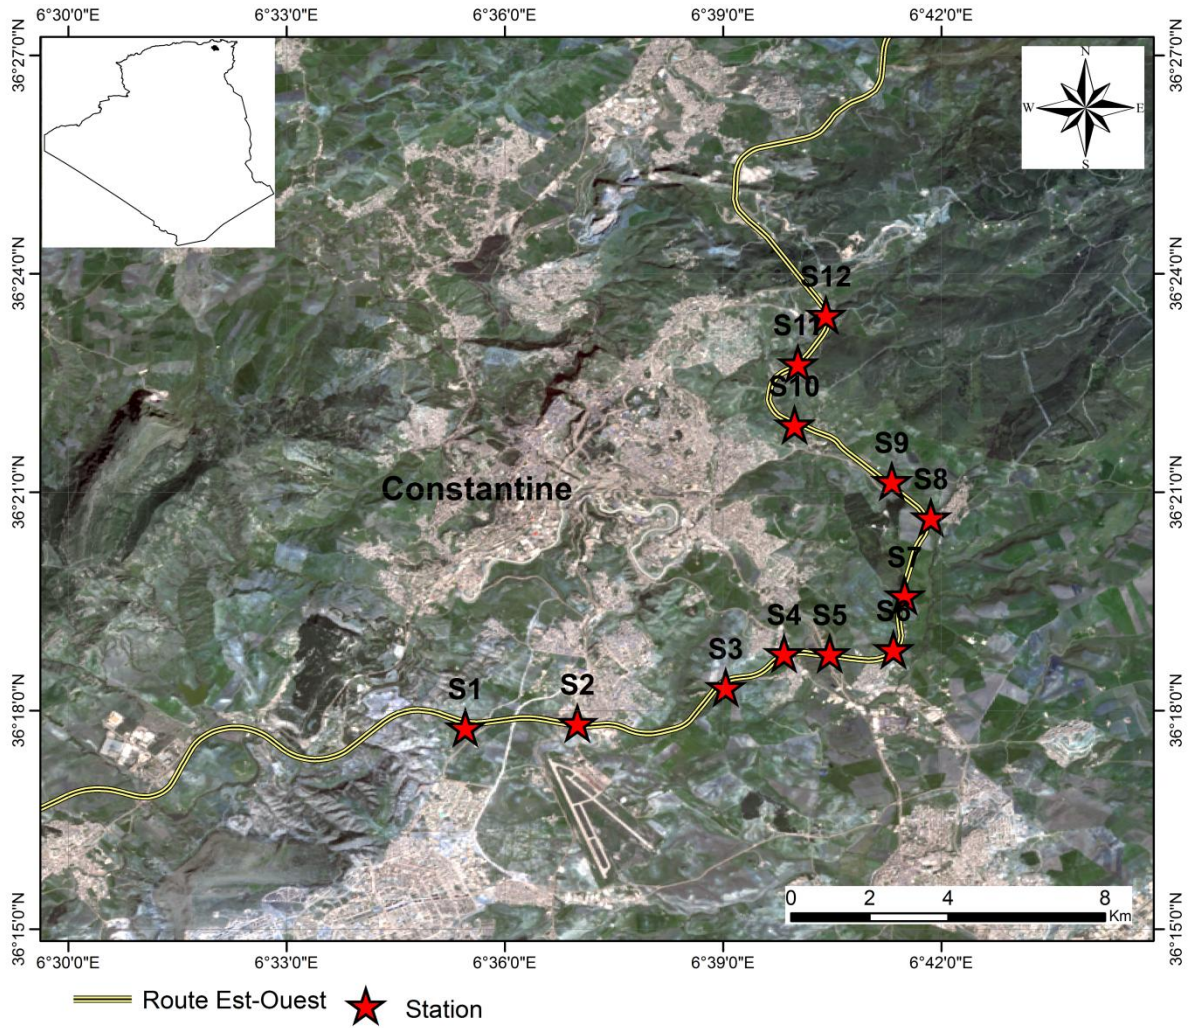 6°30'0"E 6°33'0"E 6°36'0"E 6°39'0"E 6°42'0"E
36°27'0"N 36°27'0"N
N
W E
S
36°24'0"N 36°24'0"N
S12
S11
S10
S9
S8
36°21'0"N 36°21'0"N
Constantine
S7
S6
S4 S5
S3
S2
S1
36°18'0"N 36°18'0"N
0 2 4 8
Km
36°15'0"N 36°15'0"N
6°30'0"E 6°33'0"E 6°36'0"E 6°39'0"E 6°42'0"E
Route Est-Ouest Station